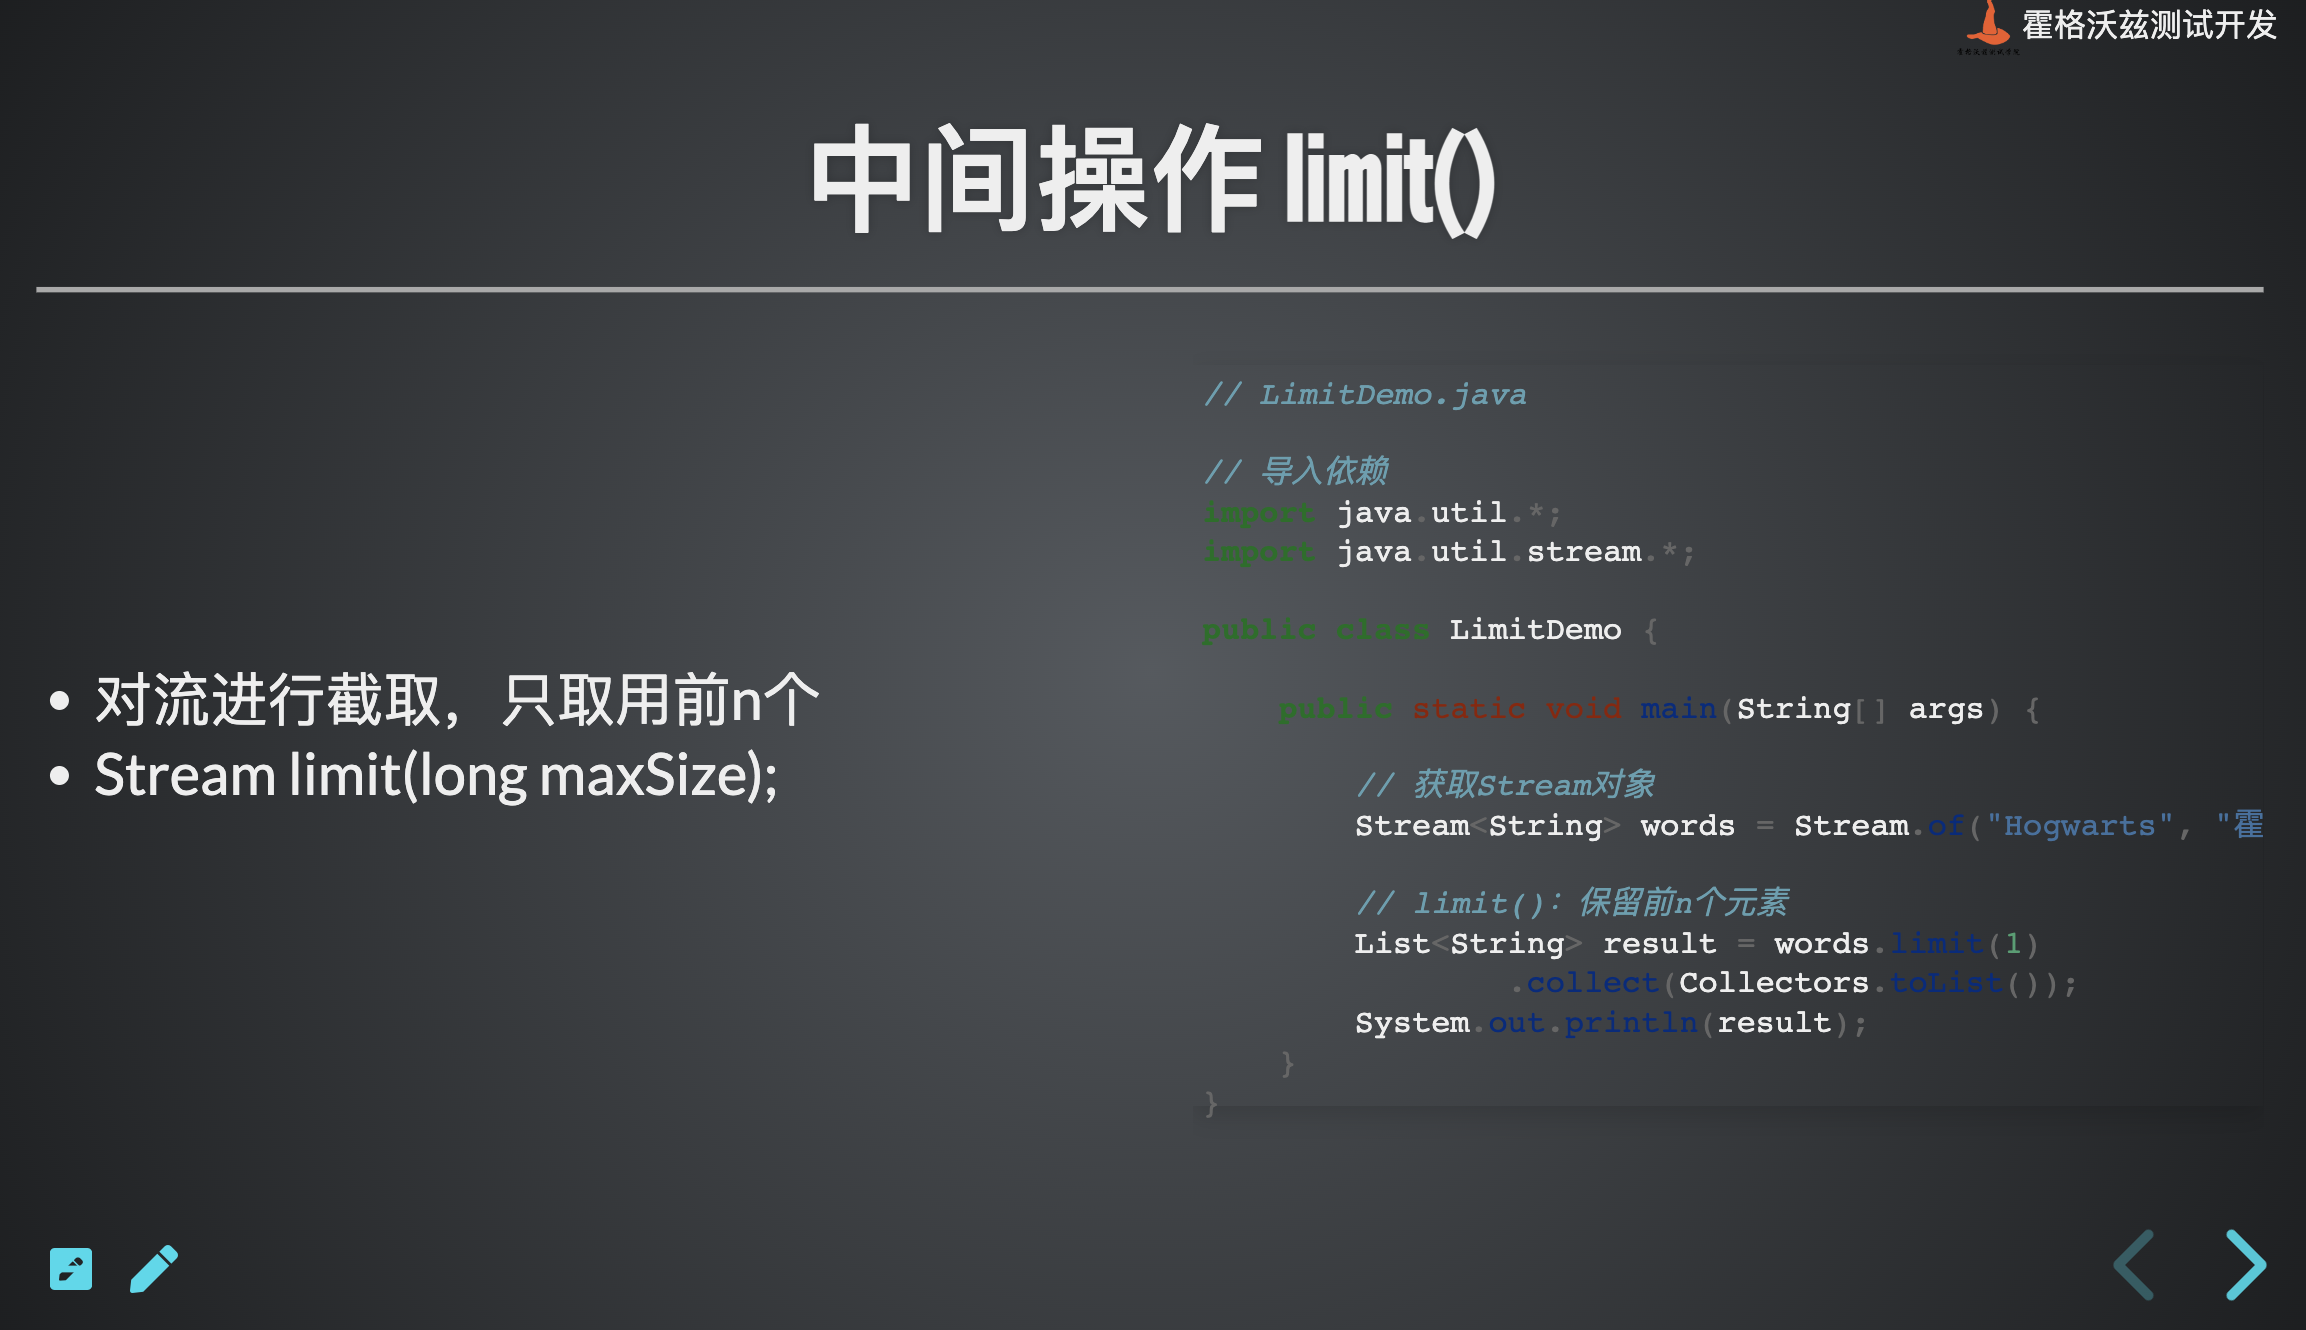 霍格沃兹测试开发
中间操作 limit()
对流进行截取，只取用前n个
Stream limit(long maxSize);
// LimitDemo.java
// 导入依赖
import java.util.*;
import java.util.stream.*;
public class LimitDemo {
public static void main(String[] args) {
// 获取Stream对象
Stream<String> words = Stream.of("Hogwarts", "霍
// limit()：保留前n个元素
List<String> result = words.limit(1)
.collect(Collectors.toList());
System.out.println(result);
}
}